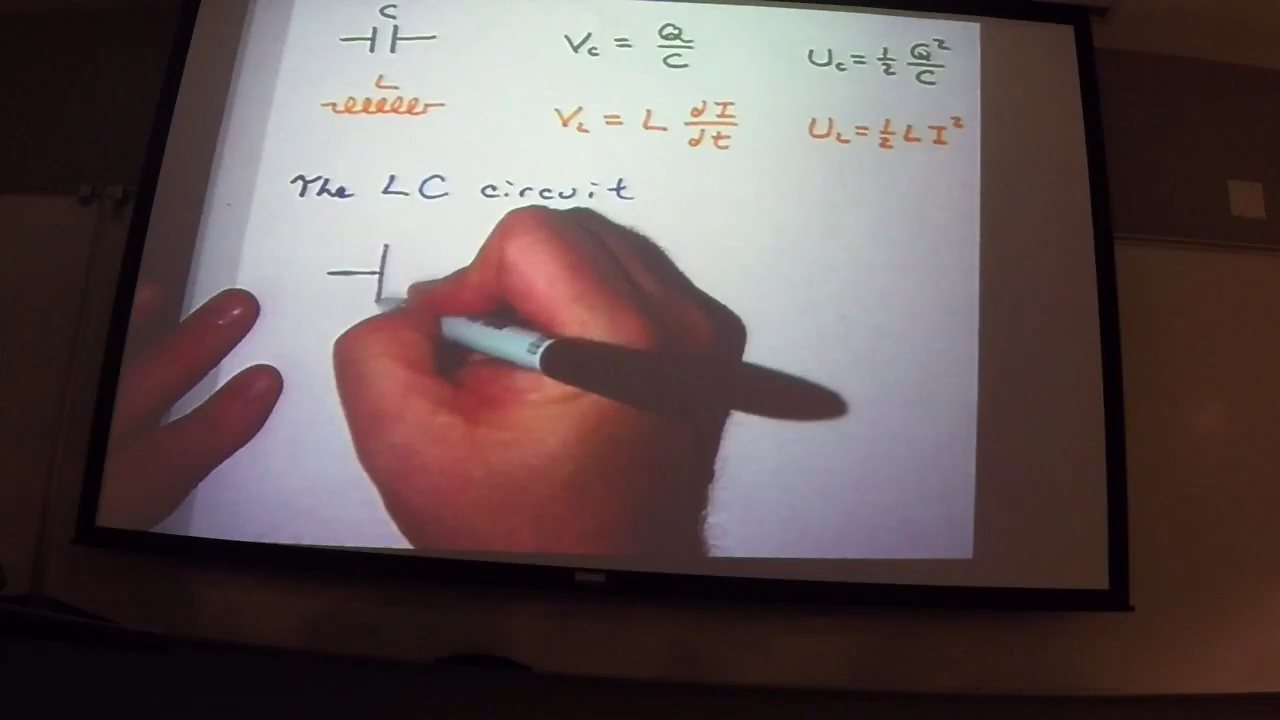 C
V_C = Q/C U_C = 1/2 Q²/C
L
V_L = L dI/dt U_L = 1/2 L I²
The LC circuit